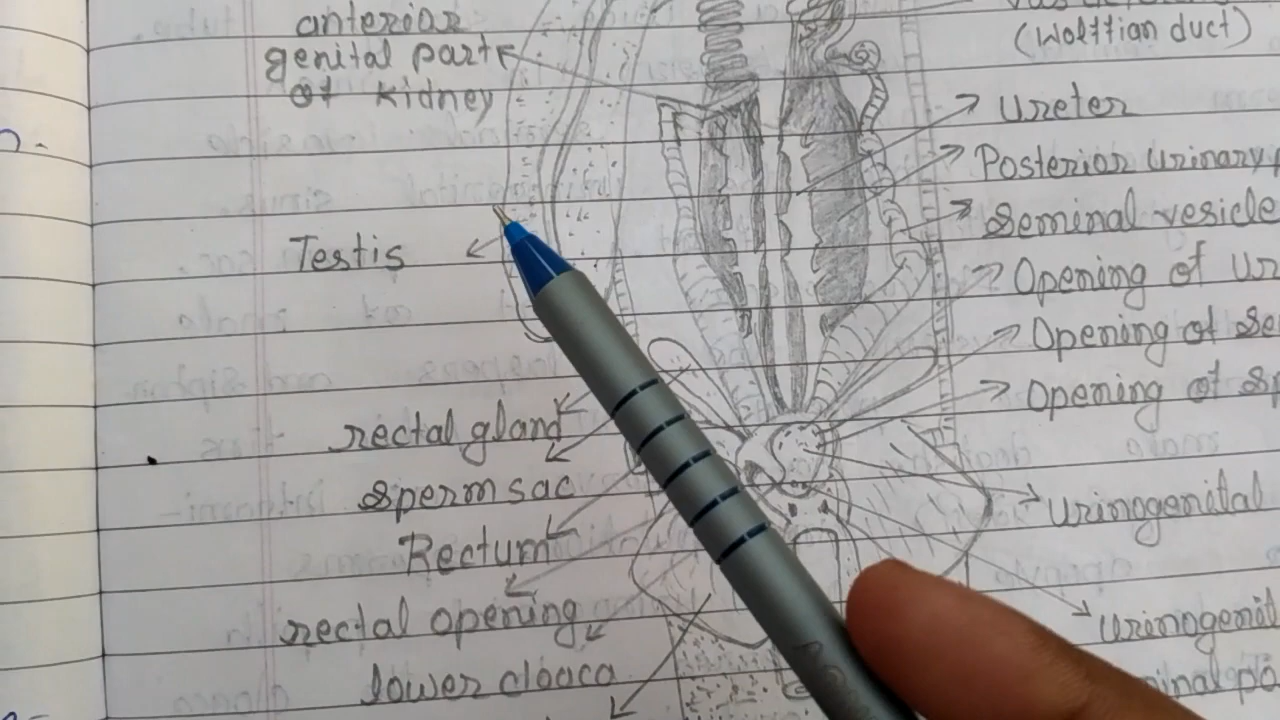 anterior
genital part
of kidney
Testis
rectal gland
sperm sac
Rectum
rectal opening
lower cloaca
(Wolffian duct)
Ureter
Posterior Urinary
Seminal vesicle
Opening of Ur
Opening of Se
Opening of Sp
Urinogenital
Urinogenit